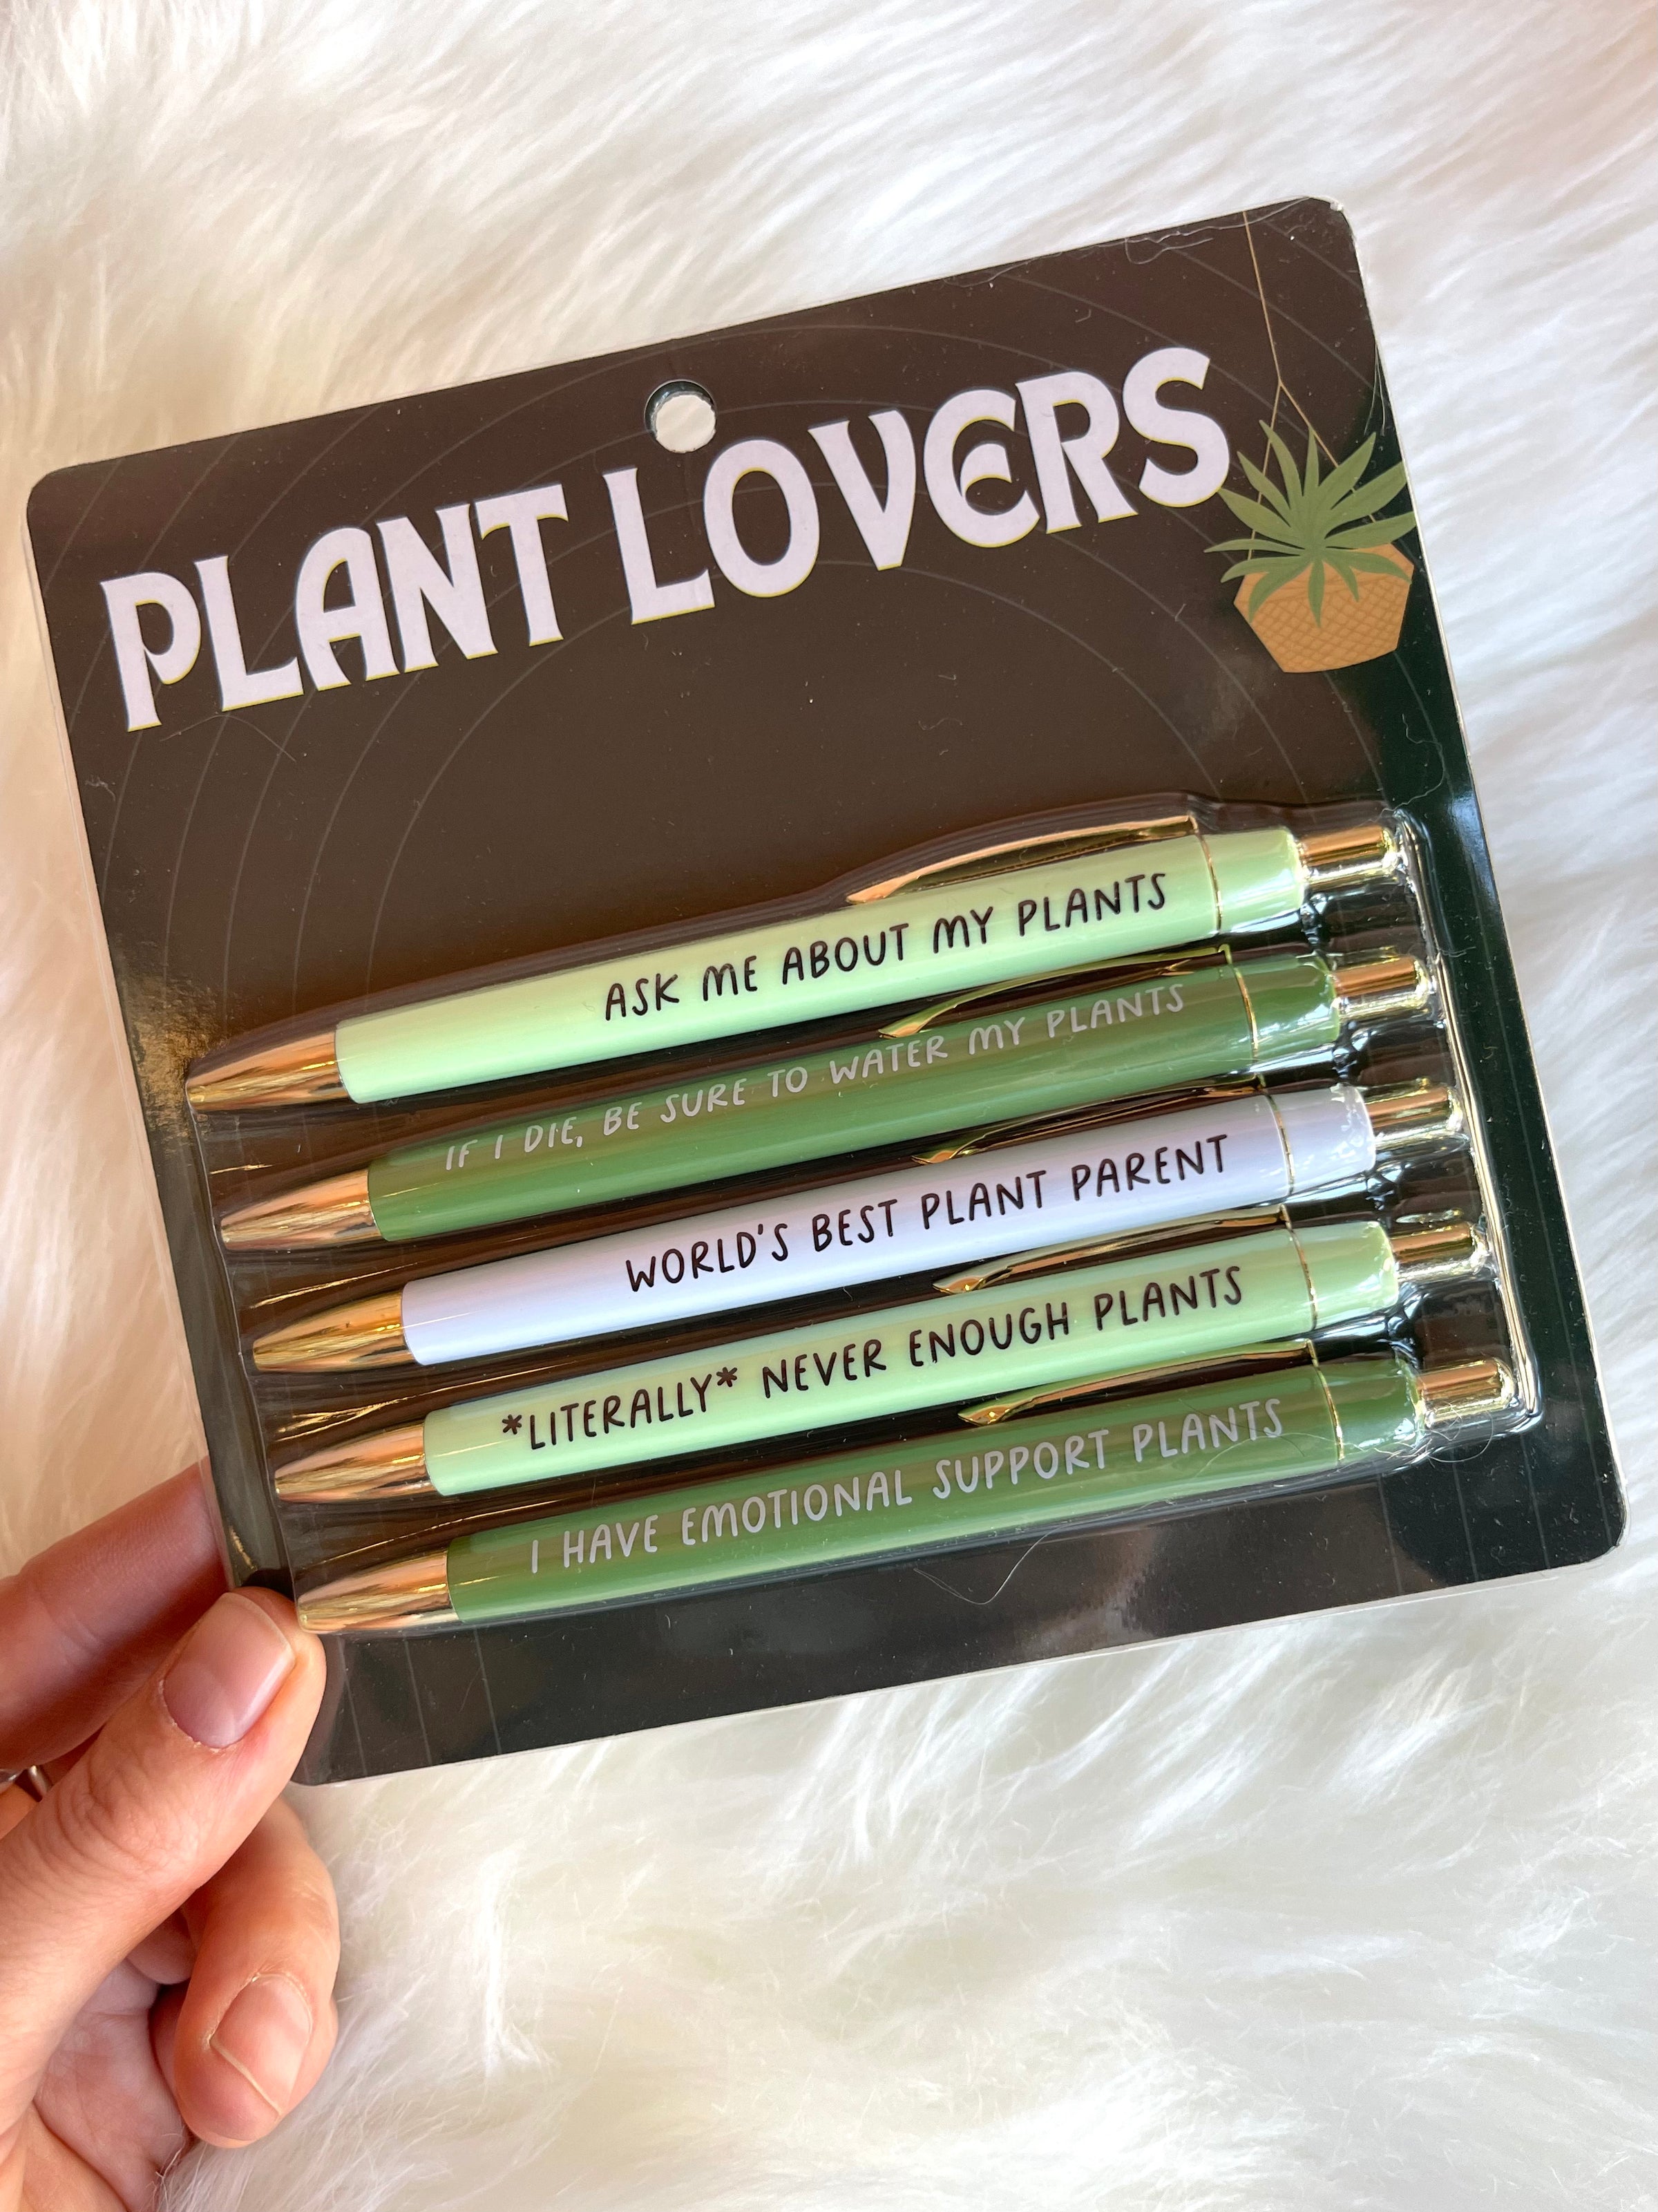 PLANT LOVERS
ASK ME ABOUT MY PLANTS
IF I DIE, BE SURE TO WATER MY PLANTS
WORLD'S BEST PLANT PARENT
*LITERALLY* NEVER ENOUGH PLANTS
I HAVE EMOTIONAL SUPPORT PLANTS